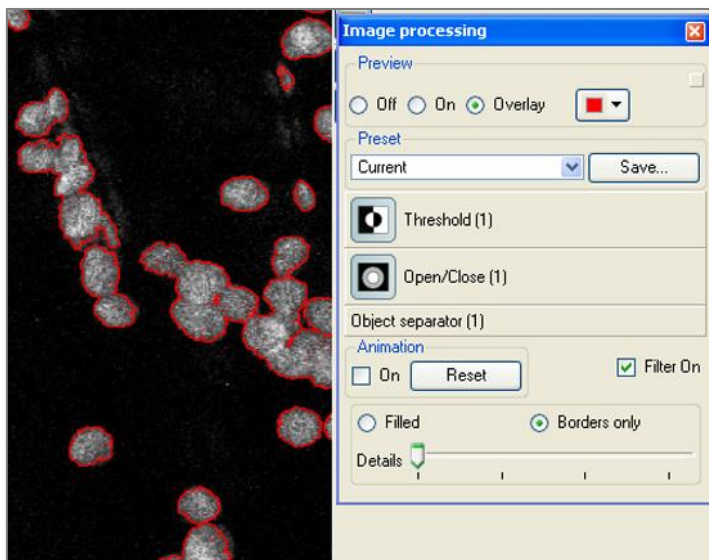 Image processing
Preview
Off On Overlay
Preset
Current Save...
Threshold (1)
Open/Close (1)
Object separator (1)
Animation
On Reset Filter On
Filled Borders only
Details